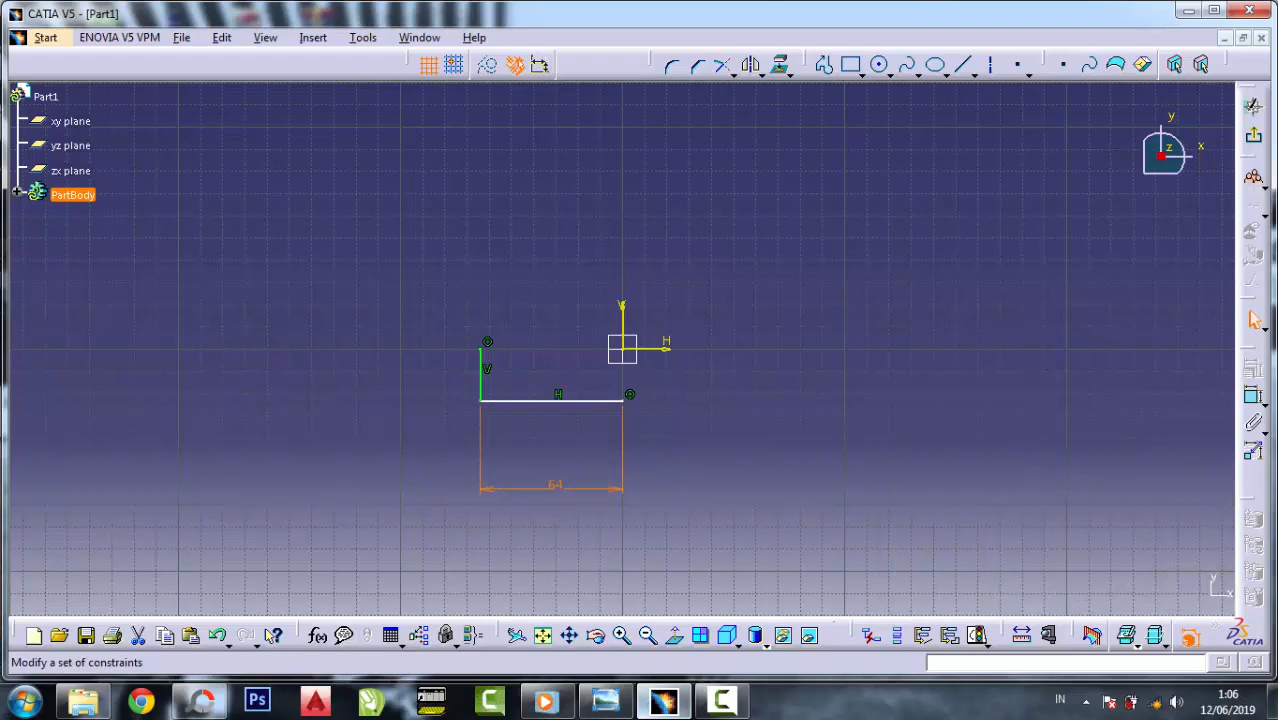 CATIA V5 - [Part1]
Start ENOVIA V5 VPM File Edit View Insert Tools Window Help
Part1
xy plane
yz plane
zx plane
PartBody
y
x
z
V
H
V
H
64
y
x
f(x)
CATIA
Modify a set of constraints
Ps
IN
1:06
12/06/2019